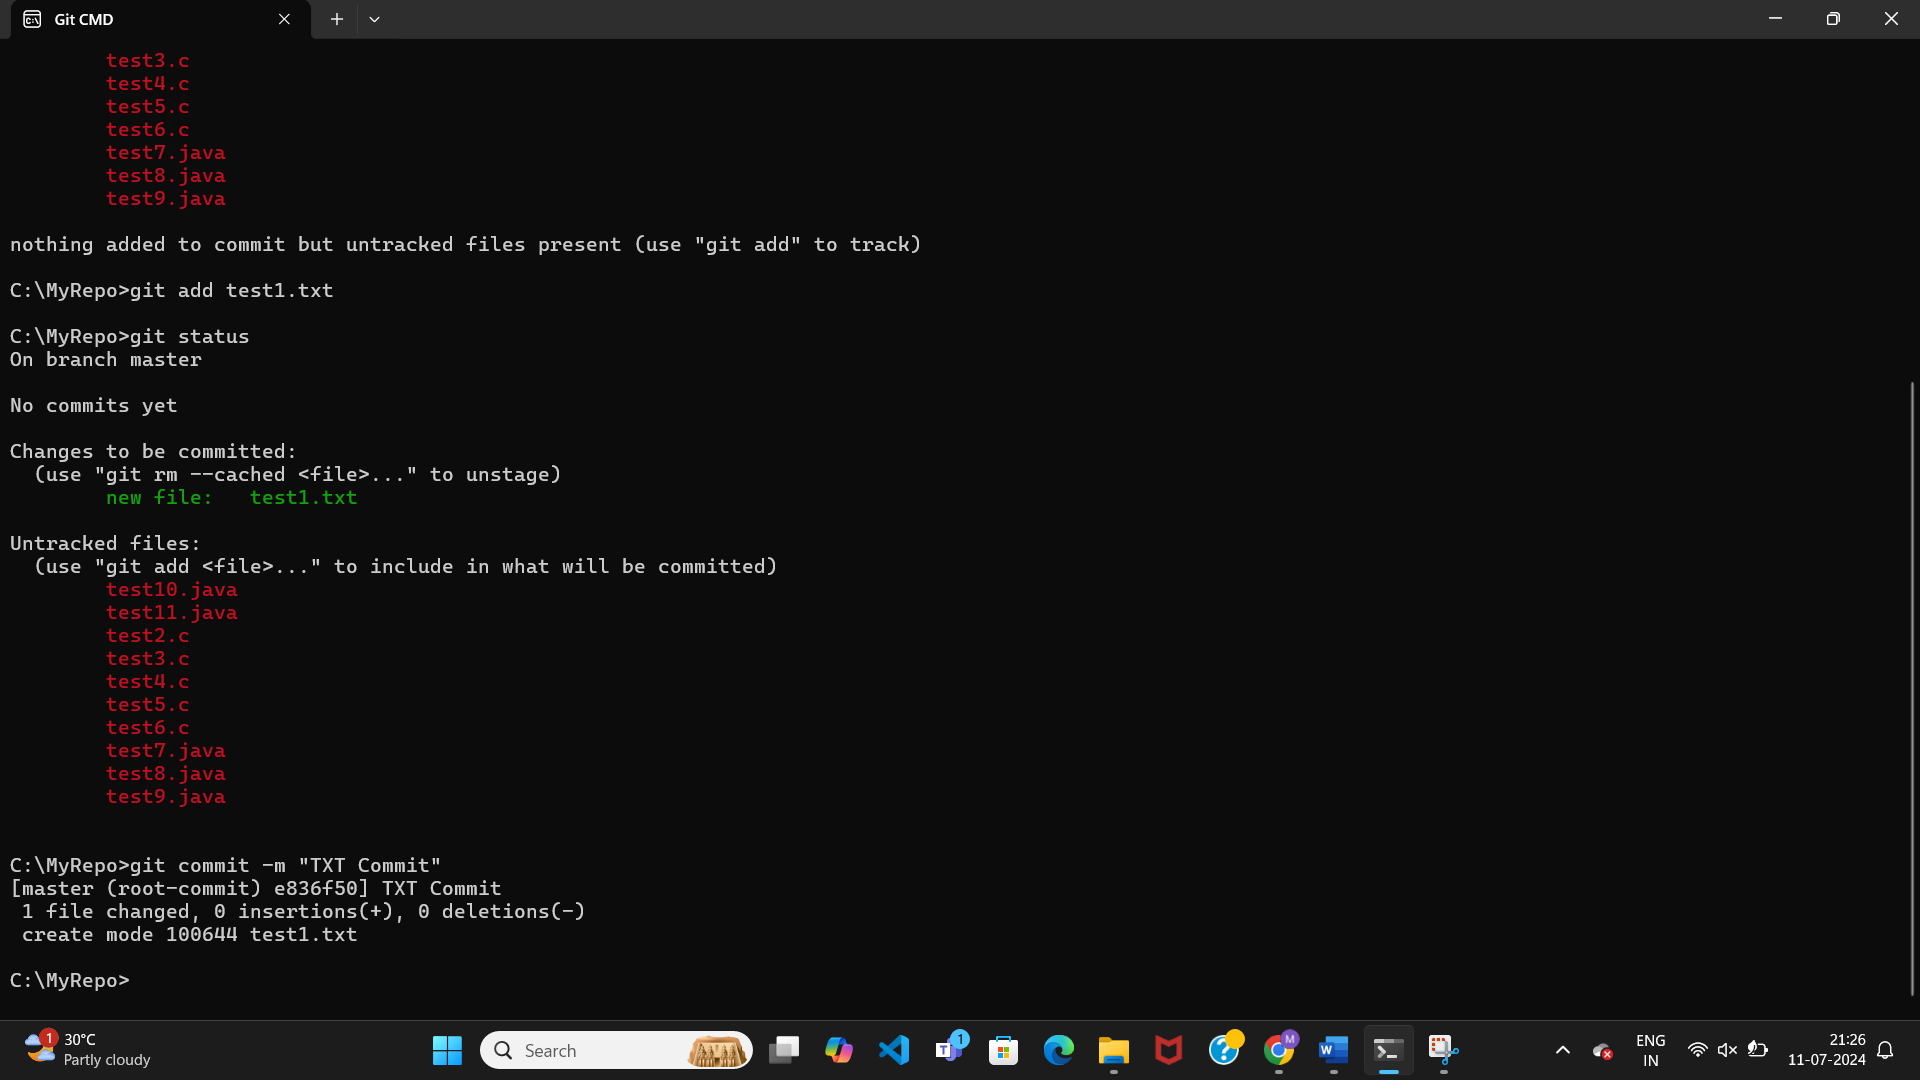 Git CMD
test3.c
test4.c
test5.c
test6.c
test7.java
test8.java
test9.java
nothing added to commit but untracked files present (use "git add" to track)
C:\MyRepo>git add test1.txt
C:\MyRepo>git status
On branch master
No commits yet
Changes to be committed:
(use "git rm --cached <file>..." to unstage)
new file:   test1.txt
Untracked files:
(use "git add <file>..." to include in what will be committed)
test10.java
test11.java
test2.c
test3.c
test4.c
test5.c
test6.c
test7.java
test8.java
test9.java
C:\MyRepo>git commit -m "TXT Commit"
[master (root-commit) e836f50] TXT Commit
1 file changed, 0 insertions(+), 0 deletions(-)
create mode 100644 test1.txt
C:\MyRepo>
1
30°C
Partly cloudy
Search
1
T
M
W
ENG
IN
21:26
11-07-2024